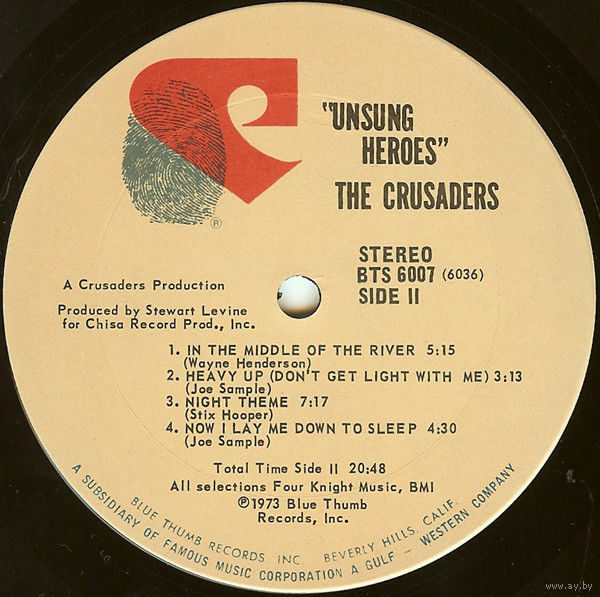 "UNSUNG
HEROES"
THE CRUSADERS
®
STEREO
BTS 6007 (6036)
SIDE II
A Crusaders Production
Produced by Stewart Levine
for Chisa Record Prod., Inc.
1. IN THE MIDDLE OF THE RIVER 5:15
(Wayne Henderson)
2. HEAVY UP (DON'T GET LIGHT WITH ME) 3:13
(Joe Sample)
3. NIGHT THEME 7:17
(Stix Hooper)
4. NOW I LAY ME DOWN TO SLEEP 4:30
(Joe Sample)
Total Time Side II 20:48
All selections Four Knight Music, BMI
℗1973 Blue Thumb
Records, Inc.
BLUE THUMB RECORDS, INC BEVERLY HILLS, CALIF.
A SUBSIDIARY OF FAMOUS MUSIC CORPORATION A GULF – WESTERN COMPANY
www.ay.by